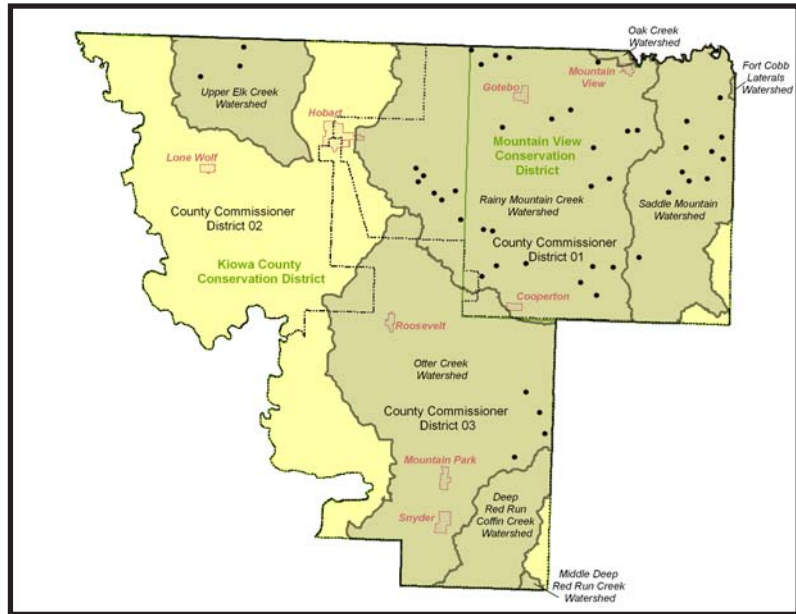 Oak Creek
Watershed
Fort Cobb
Laterals
Watershed
Mountain
View
Gotebo
Upper Elk Creek
Watershed
Hobart
Mountain View
Conservation
District
Lone Wolf
Rainy Mountain Creek
Watershed
Saddle Mountain
Watershed
County Commissioner
District 02
County Commissioner
District 01
Kiowa County
Conservation District
Cooperton
Roosevelt
Otter Creek
Watershed
County Commissioner
District 03
Mountain Park
Snyder
Deep
Red Run
Coffin Creek
Watershed
Middle Deep
Red Run Creek
Watershed